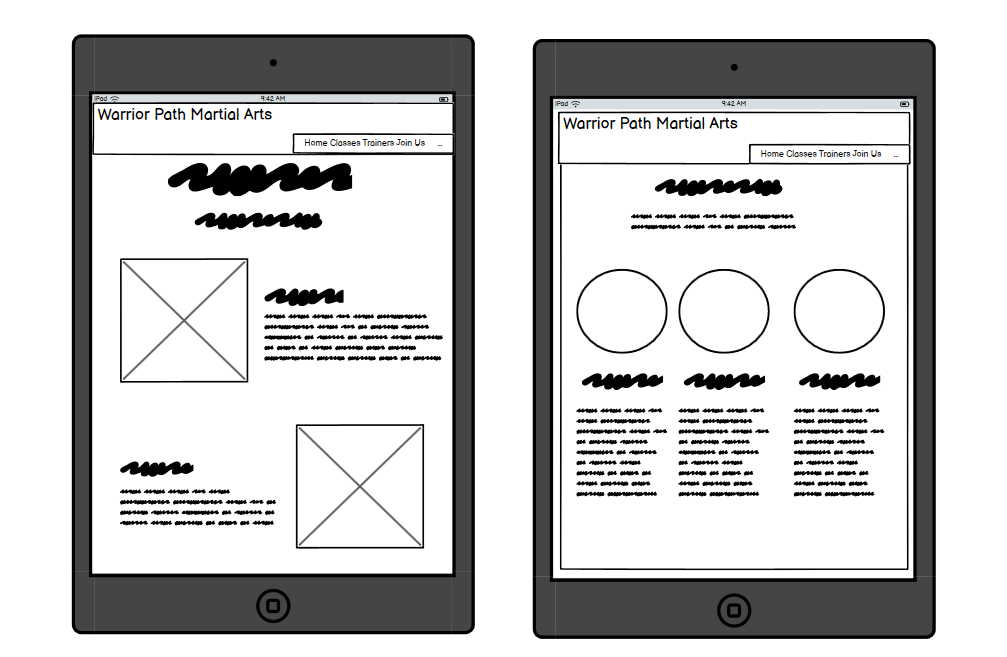 iPad 9:42 AM
Warrior Path Martial Arts
Home Classes Trainers Join Us ...
iPad 9:42 AM
Warrior Path Martial Arts
Home Classes Trainers Join Us ...